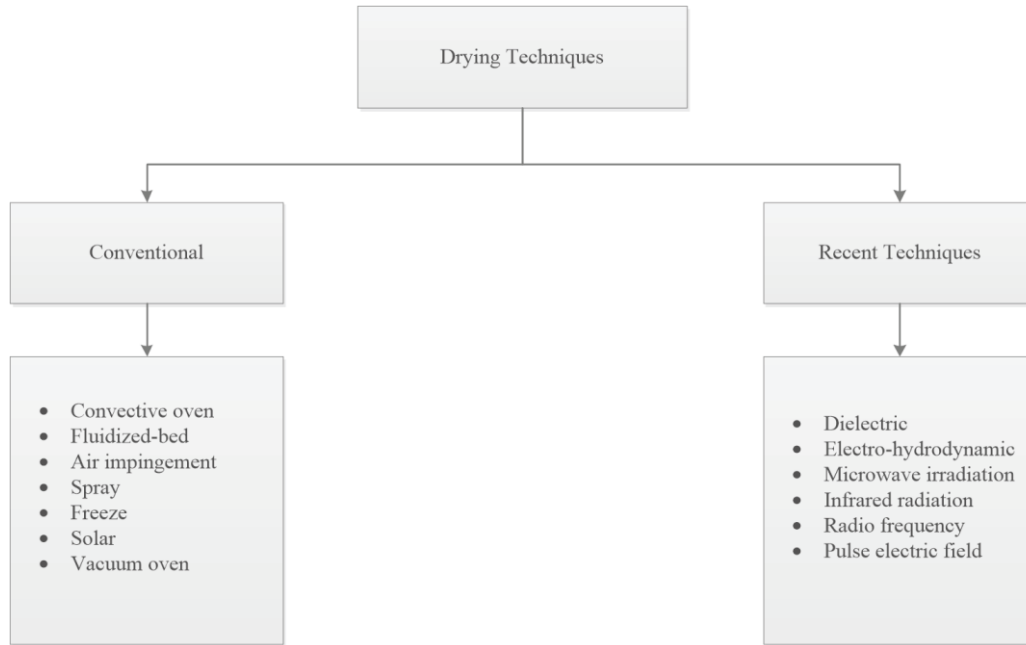 Drying Techniques
Conventional
Recent Techniques
• Convective oven
• Fluidized-bed
• Air impingement
• Spray
• Freeze
• Solar
• Vacuum oven
• Dielectric
• Electro-hydrodynamic
• Microwave irradiation
• Infrared radiation
• Radio frequency
• Pulse electric field